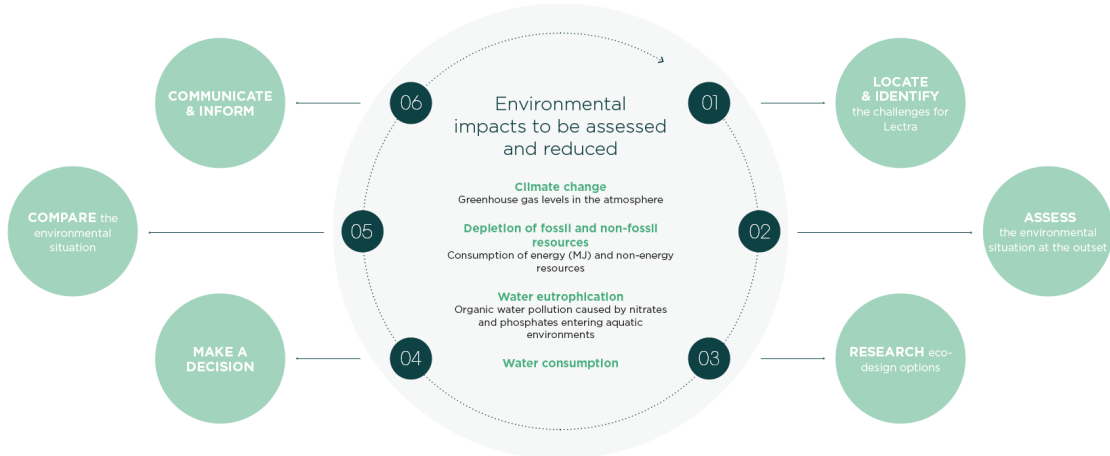 Environmental
impacts to be assessed
and reduced
Climate change
Greenhouse gas levels in the atmosphere
Depletion of fossil and non-fossil
resources
Consumption of energy (MJ) and non-energy
resources
Water eutrophication
Organic water pollution caused by nitrates
and phosphates entering aquatic
environments
Water consumption
01
LOCATE
& IDENTIFY
the challenges for
Lectra
02
ASSESS
the environmental
situation at the outset
03
RESEARCH eco-
design options
04
MAKE A
DECISION
05
COMPARE the
environmental
situation
06
COMMUNICATE
& INFORM